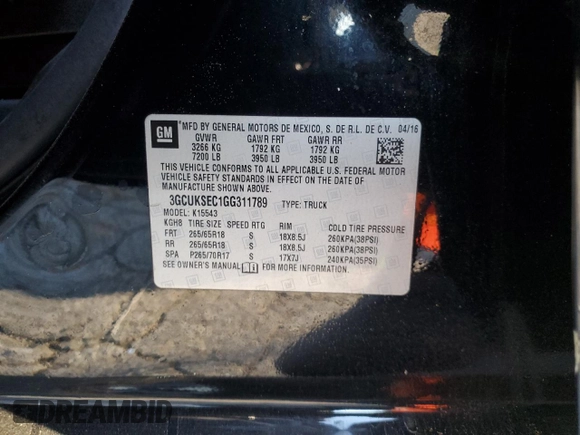 GM
MFD BY GENERAL MOTORS DE MEXICO, S. DE R.L. DE C.V. 04/16
GVWR GAWR FRT GAWR RR
3266 KG 1792 KG 1792 KG
7200 LB 3950 LB 3950 LB
THIS VEHICLE CONFORMS TO ALL APPLICABLE U.S. FEDERAL MOTOR
VEHICLE SAFETY STANDARDS IN EFFECT ON THE DATE OF
MANUFACTURE SHOWN ABOVE.
3GCUKSEC1GG311789 TYPE: TRUCK
MODEL: K15543
KGH8 TIRE SIZE SPEED RTG RIM COLD TIRE PRESSURE
FRT 265/65R18 S 18X8.5J 260KPA(38PSI)
RR 265/65R18 S 18X8.5J 260KPA(38PSI)
SPA P265/70R17 S 17X7J 240KPA(35PSI)
SEE OWNER'S MANUAL FOR MORE INFORMATION.
DREAMBID